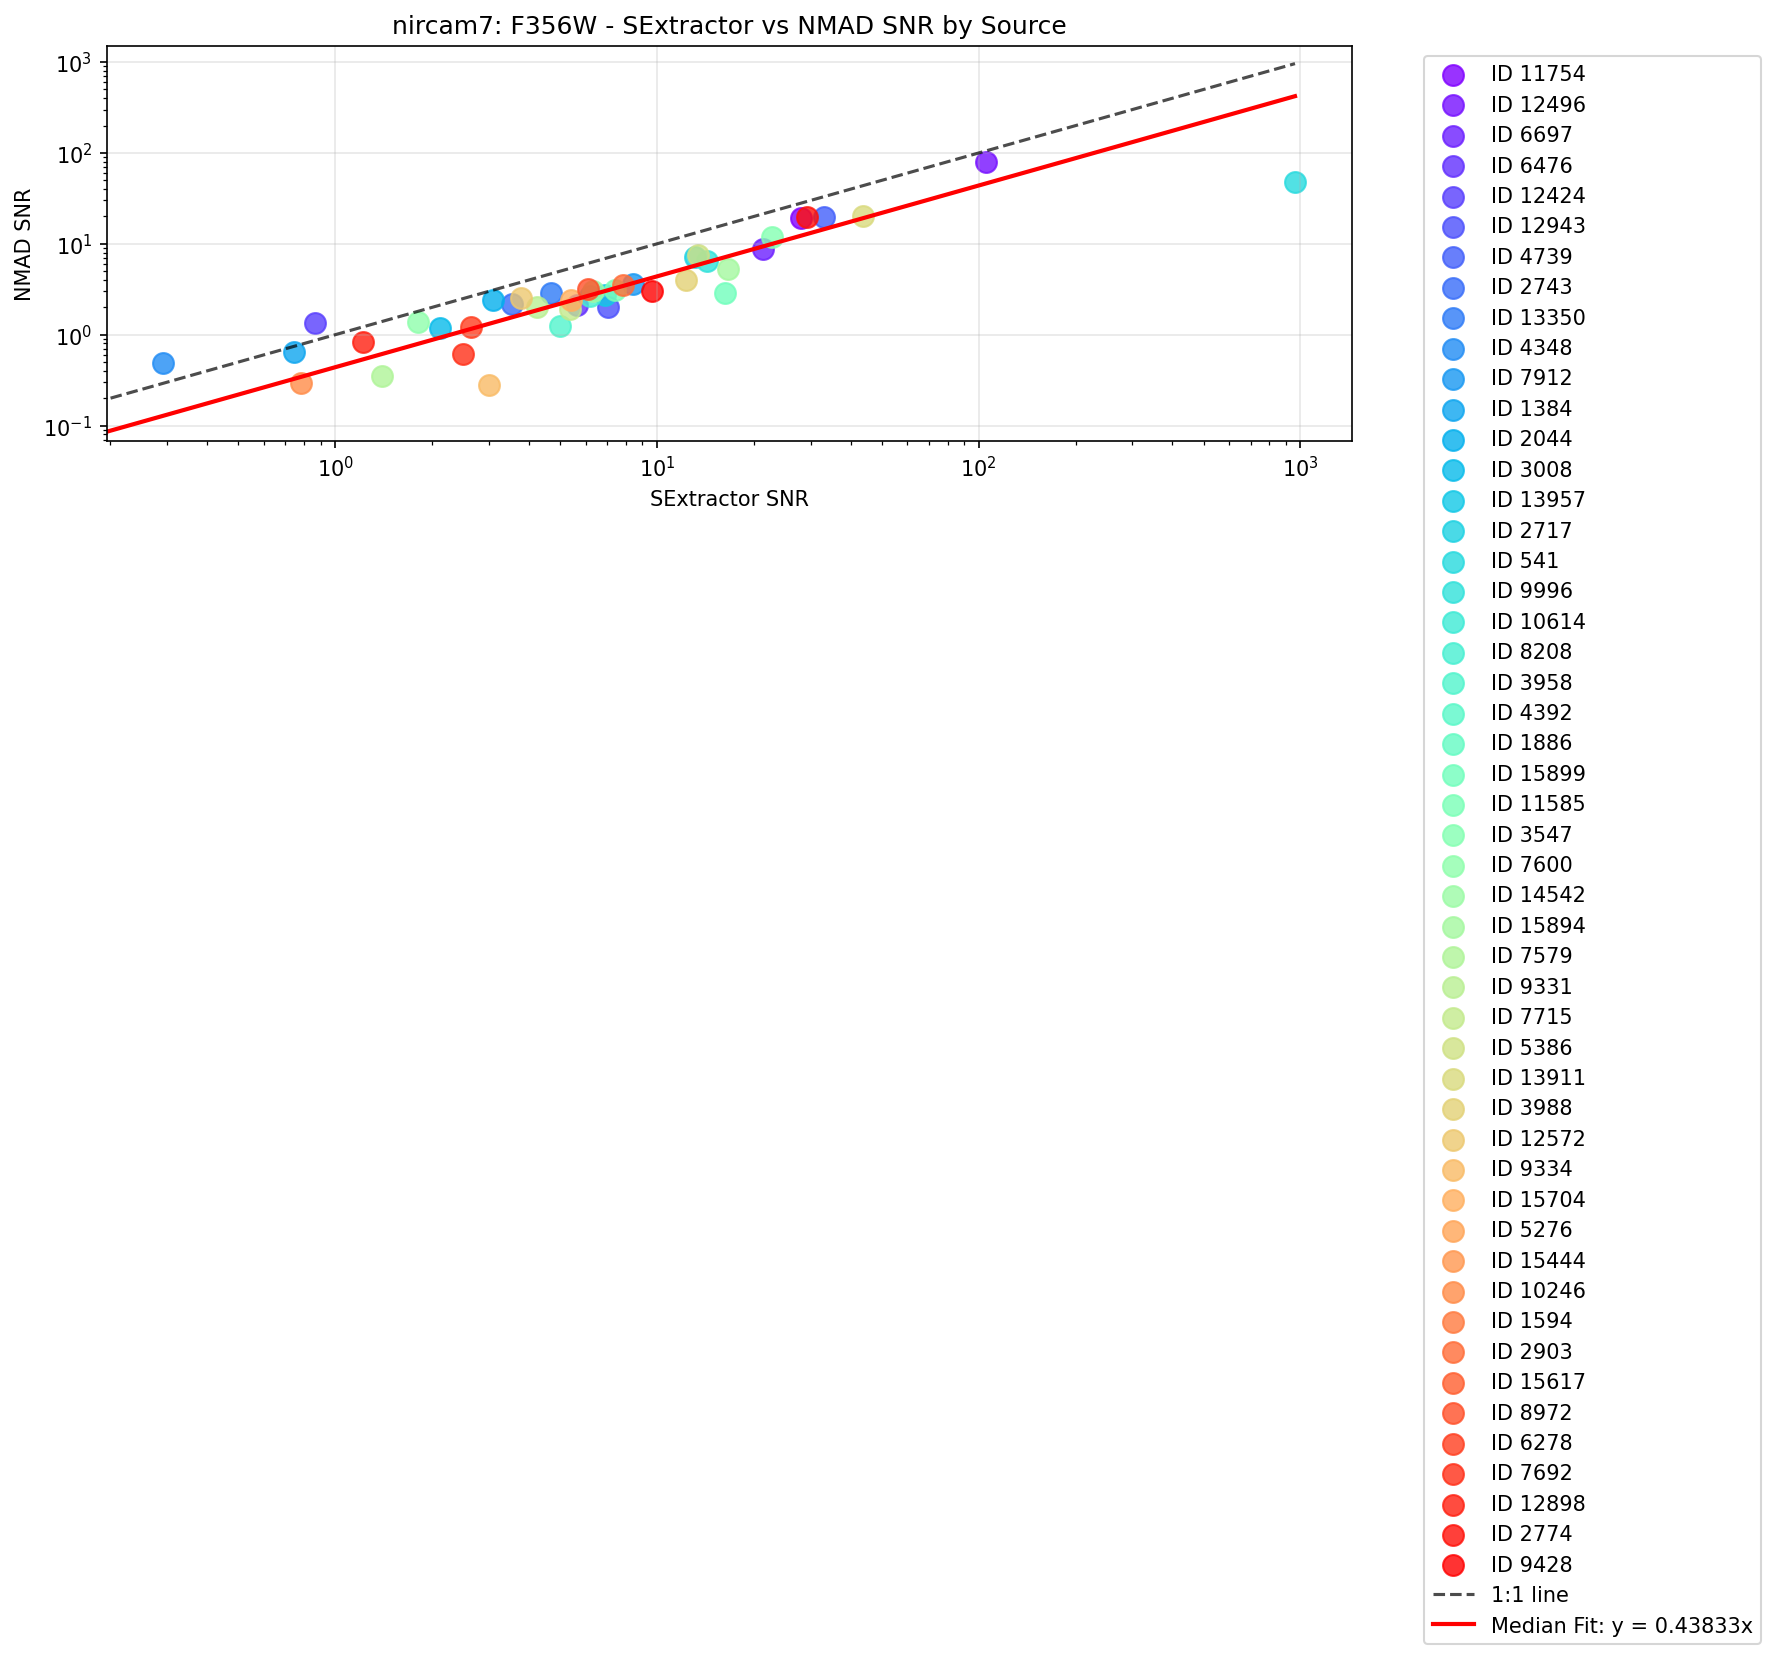 nircam7: F356W - SExtractor vs NMAD SNR by Source
10³
10²
10¹
10⁰
10⁻¹
NMAD SNR
10⁰ 10¹ 10² 10³
SExtractor SNR
ID 11754
ID 12496
ID 6697
ID 6476
ID 12424
ID 12943
ID 4739
ID 2743
ID 13350
ID 4348
ID 7912
ID 1384
ID 2044
ID 3008
ID 13957
ID 2717
ID 541
ID 9996
ID 10614
ID 8208
ID 3958
ID 4392
ID 1886
ID 15899
ID 11585
ID 3547
ID 7600
ID 14542
ID 15894
ID 7579
ID 9331
ID 7715
ID 5386
ID 13911
ID 3988
ID 12572
ID 9334
ID 15704
ID 5276
ID 15444
ID 10246
ID 1594
ID 2903
ID 15617
ID 8972
ID 6278
ID 7692
ID 12898
ID 2774
ID 9428
1:1 line
Median Fit: y = 0.43833x